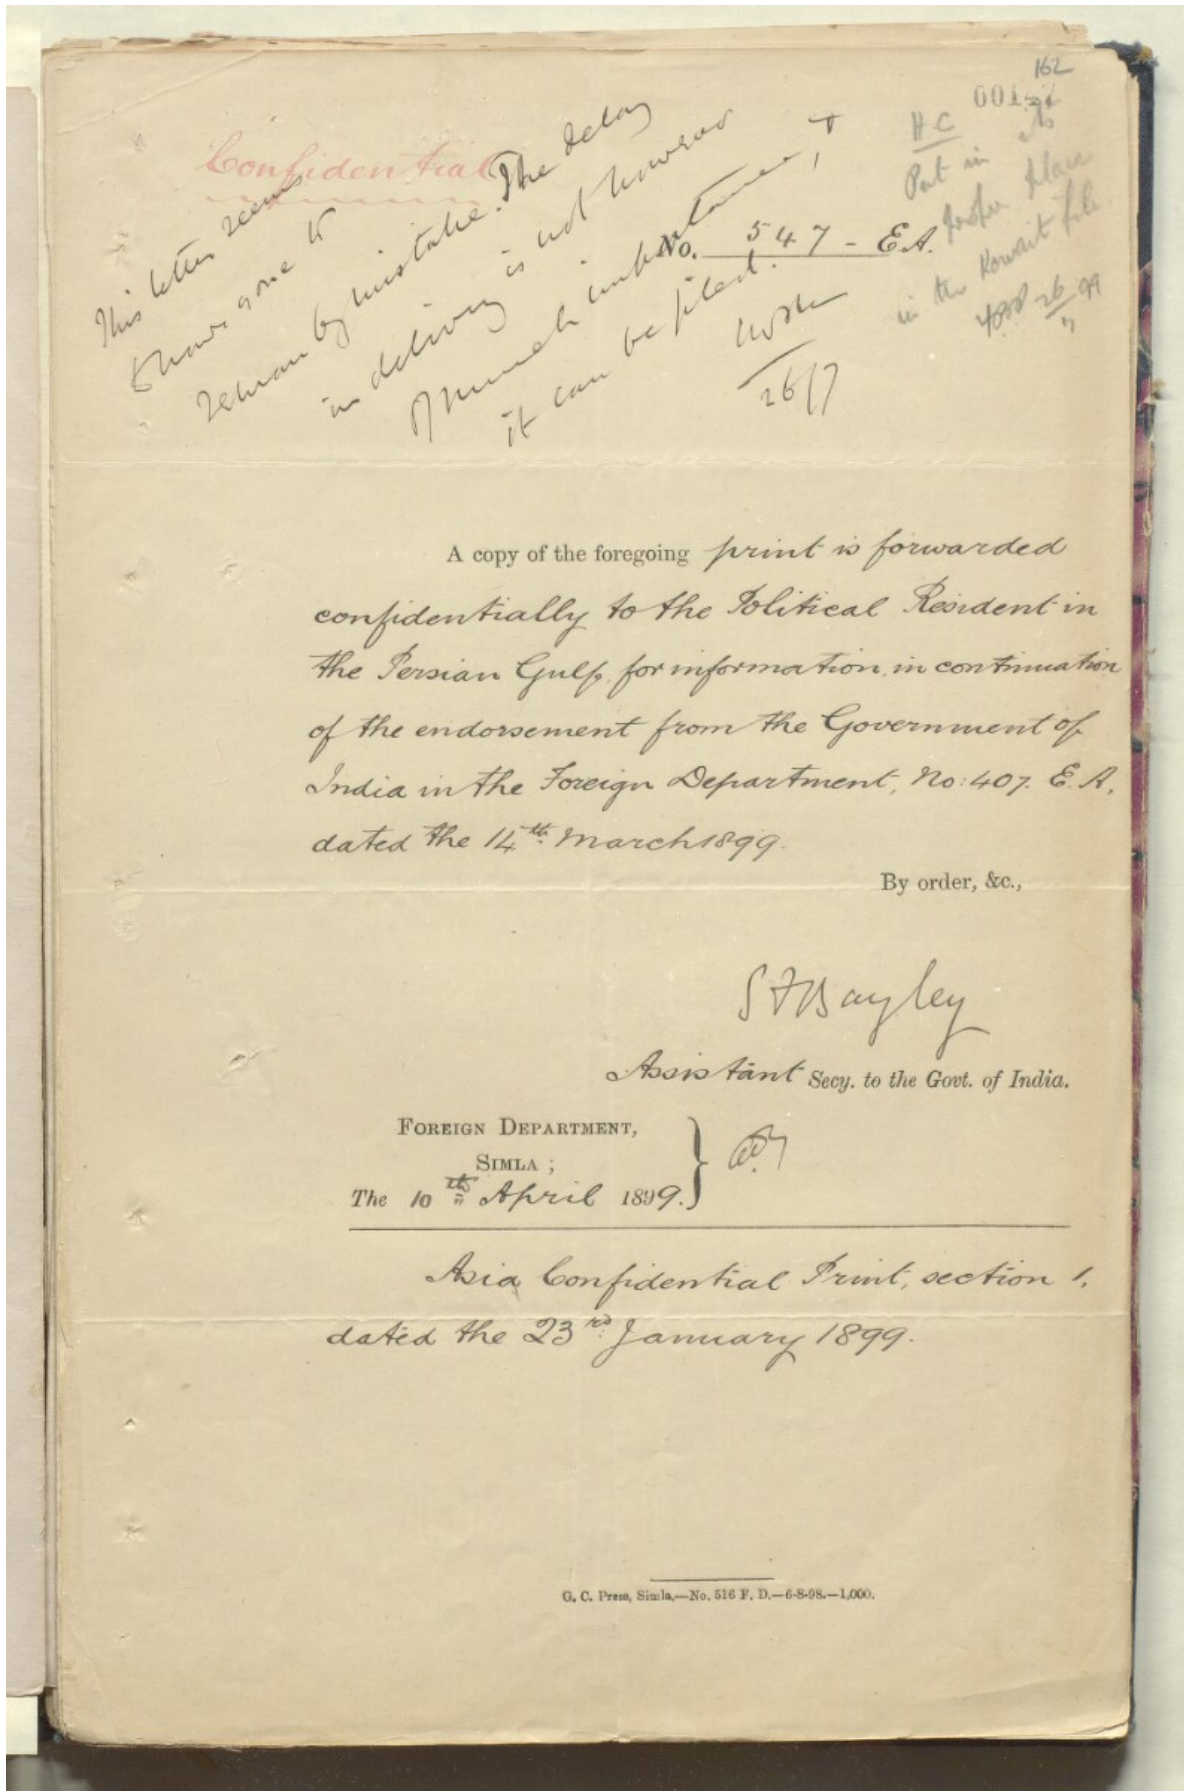 162
Confidential
This letter seems
to have gone to
Tehran by mistake. The delay
in delivery is not however
of much importance, &
it can be filed.
26/7
H.C
Put in its
proper place
in the Kowait file.
26
99
No. 547 - E.A.
A copy of the foregoing print is forwarded
confidentially to the Political Resident in
the Persian Gulf, for information, in continuation
of the endorsement from the Government of
India in the Foreign Department, No: 407. E. A.
dated the 14th. March 1899.
By order, &c.,
S F Bayley
Assistant Secy. to the Govt. of India.
FOREIGN DEPARTMENT,
SIMLA ;
The 10th April 1899.
Asia Confidential Print, section 1.
dated the 23rd. January 1899.
G. C. Press, Simla.—No. 516 F. D.—6-8-98.—1,000.